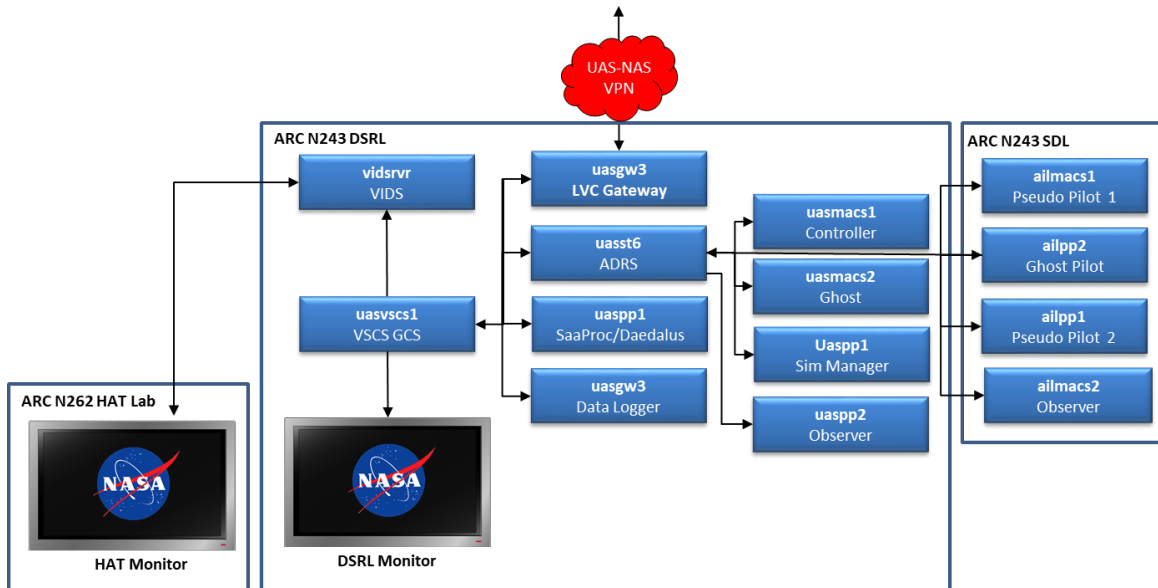 UAS-NAS
VPN
ARC N243 DSRL
vidsrvr
VIDS
uasvscs1
VSCS GCS
NASA
DSRL Monitor
uasgw3
LVC Gateway
uasst6
ADRS
uaspp1
SaaProc/Daedalus
uasgw3
Data Logger
uasmacs1
Controller
uasmacs2
Ghost
Uaspp1
Sim Manager
uaspp2
Observer
ARC N243 SDL
ailmacs1
Pseudo Pilot 1
ailpp2
Ghost Pilot
ailpp1
Pseudo Pilot 2
ailmacs2
Observer
ARC N262 HAT Lab
NASA
HAT Monitor